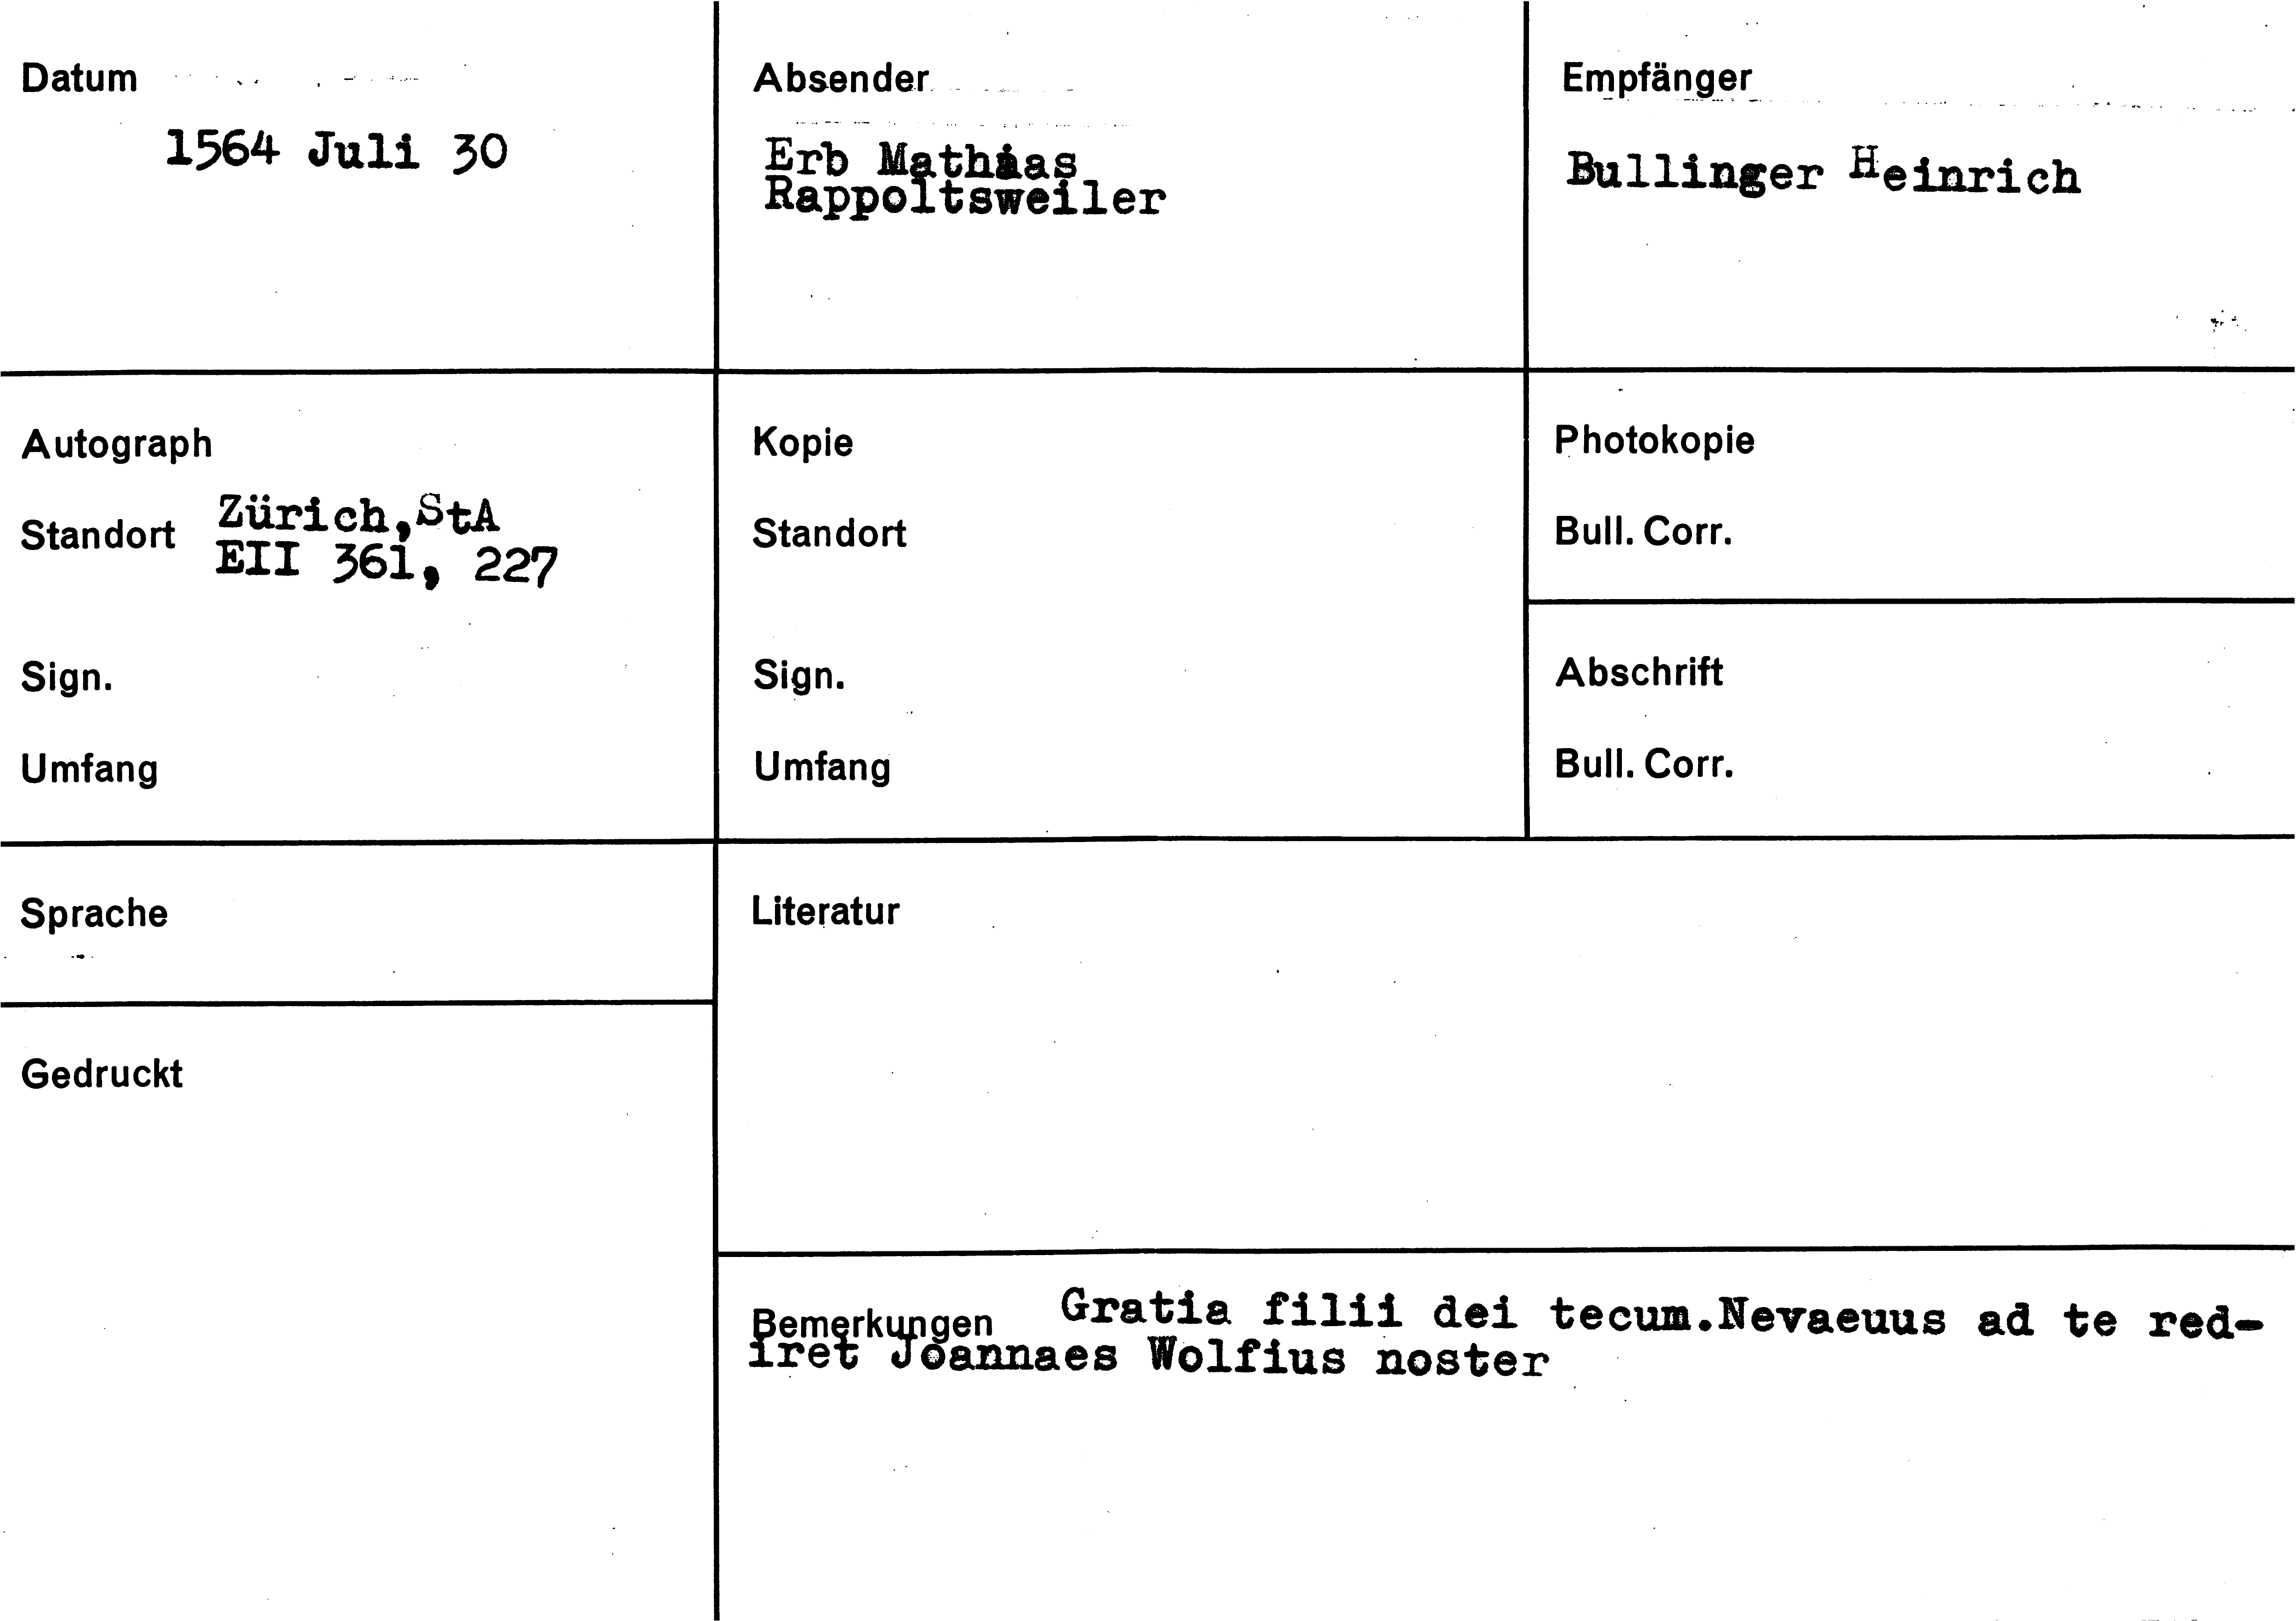 Datum
1564 Juli 30
Absender
Erb Mathias
Rappoltsweiler
Empfänger
Bullinger Heinrich
Autograph
Standort Zürich,StA
EII 361, 227
Sign.
Umfang
Kopie
Standort
Sign.
Umfang
Photokopie
Bull. Corr.
Abschrift
Bull. Corr.
Sprache
Literatur
Gedruckt
Bemerkungen Gratia filii dei tecum.Nevaeuus ad te red-
iret Joannaes Wolfius noster